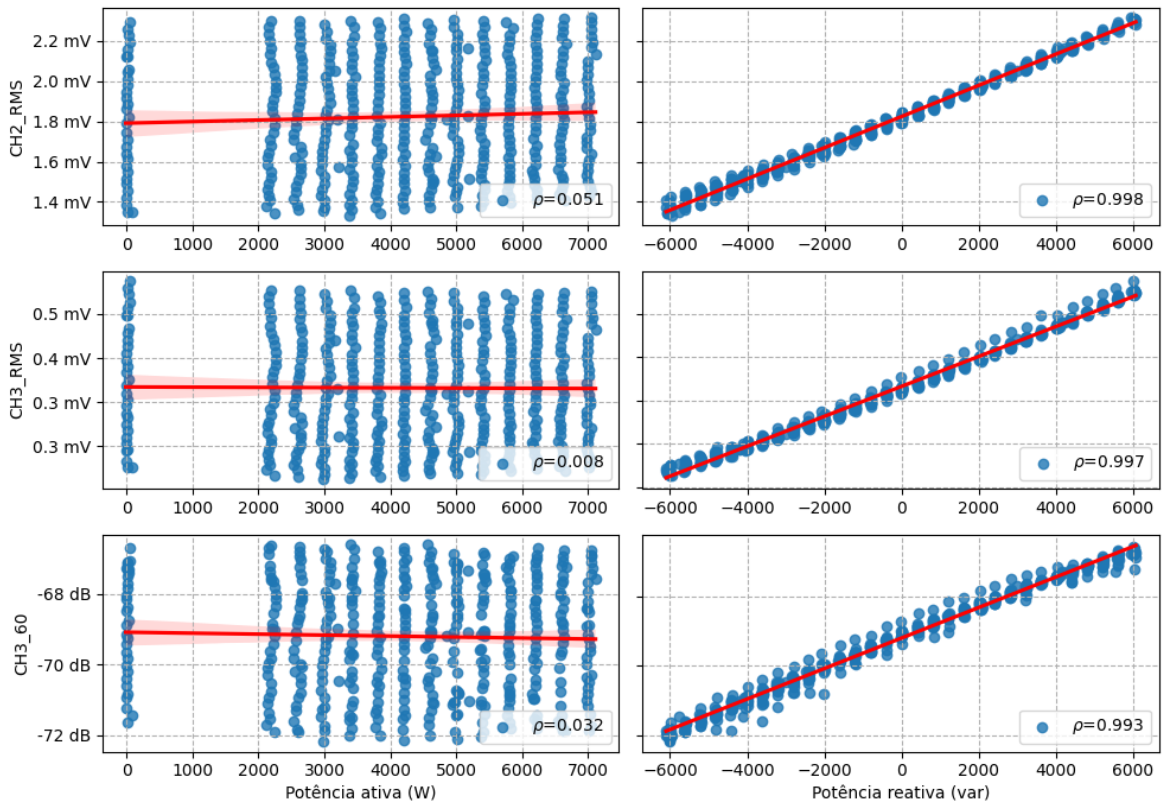 CH2_RMS
2.2 mV
2.0 mV
1.8 mV
1.6 mV
1.4 mV
ρ=0.051
0 1000 2000 3000 4000 5000 6000 7000
ρ=0.998
−6000 −4000 −2000 0 2000 4000 6000
CH3_RMS
0.5 mV
0.4 mV
0.3 mV
0.3 mV
ρ=0.008
0 1000 2000 3000 4000 5000 6000 7000
ρ=0.997
−6000 −4000 −2000 0 2000 4000 6000
CH3_60
-68 dB
-70 dB
-72 dB
ρ=0.032
0 1000 2000 3000 4000 5000 6000 7000
Potência ativa (W)
ρ=0.993
−6000 −4000 −2000 0 2000 4000 6000
Potência reativa (var)